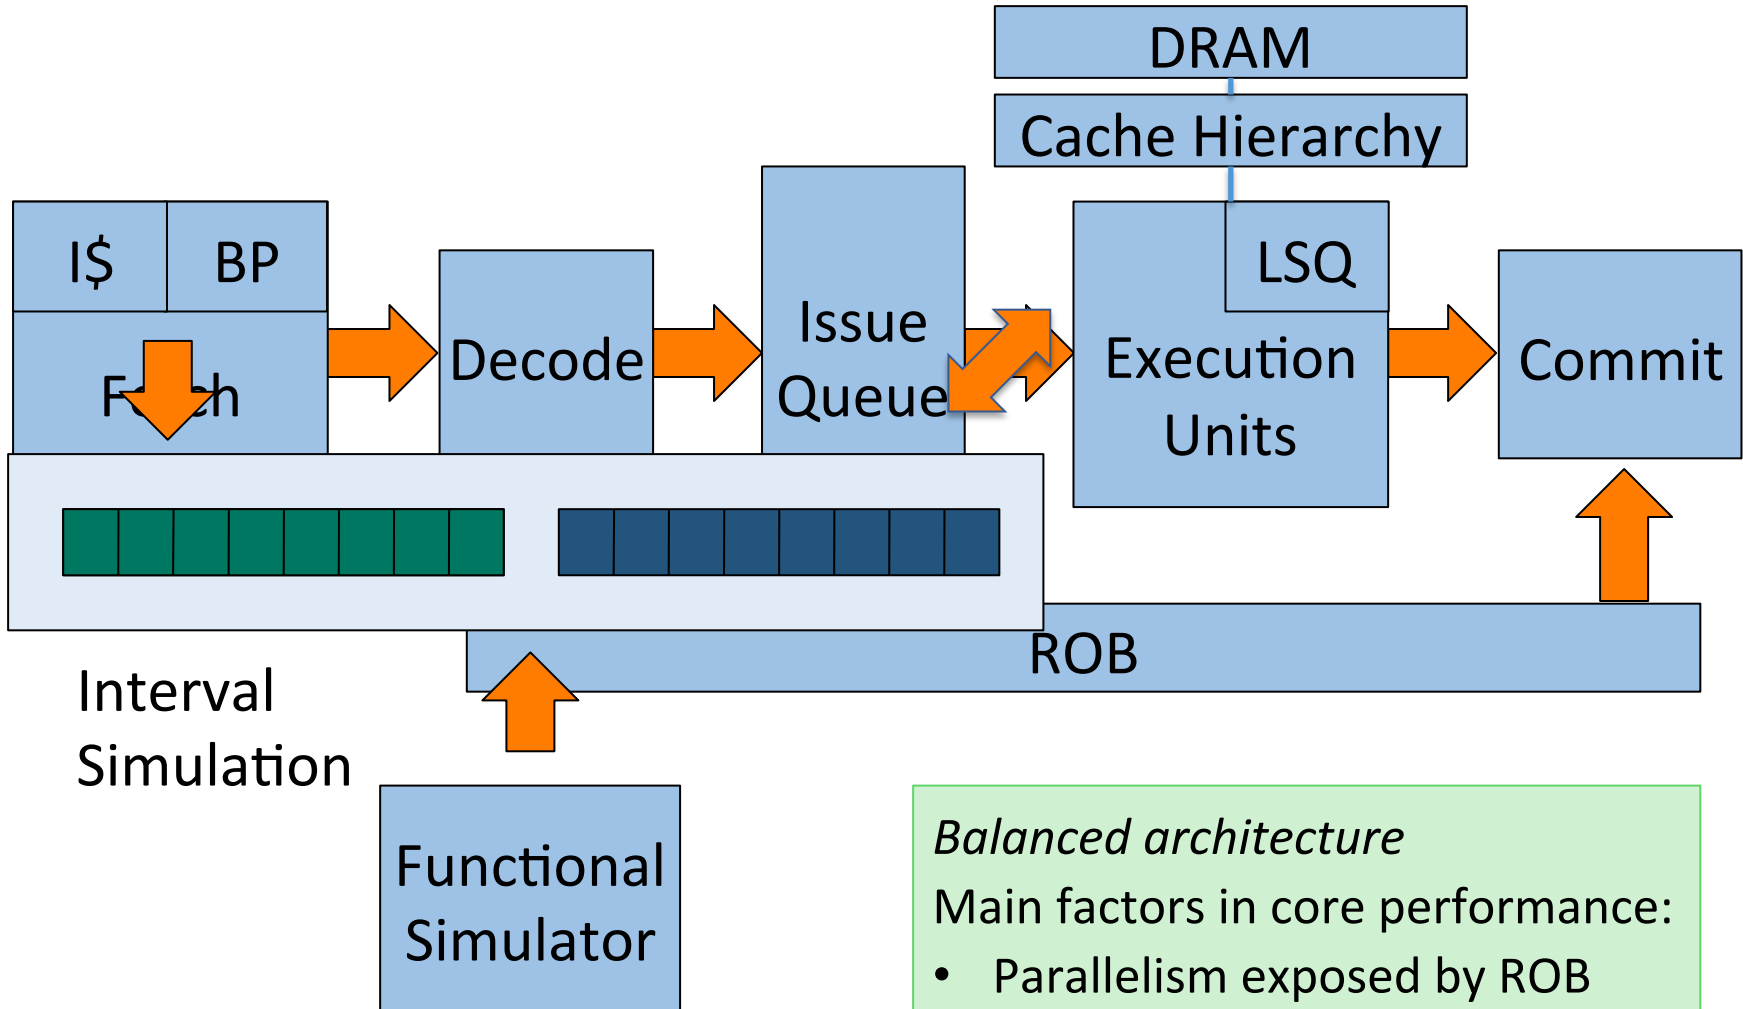 DRAM
Cache Hierarchy
I$
BP
LSQ
Fetch
Decode
Issue
Queue
Execution
Units
Commit
ROB
Interval
Simulation
Functional
Simulator
Balanced architecture
Main factors in core performance:
• Parallelism exposed by ROB